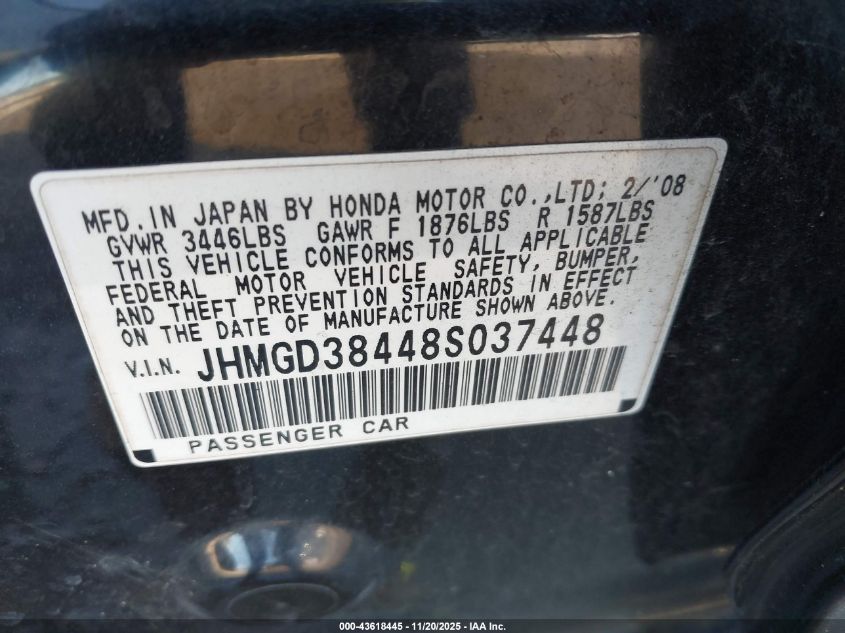 MFD.IN JAPAN BY HONDA MOTOR CO.,LTD; 2/'08
GVWR 3446LBS GAWR F 1876LBS R 1587LBS
THIS VEHICLE CONFORMS TO ALL APPLICABLE
FEDERAL MOTOR VEHICLE SAFETY, BUMPER,
AND THEFT PREVENTION STANDARDS IN EFFECT
ON THE DATE OF MANUFACTURE SHOWN ABOVE.
V.I.N. JHMGD38448S037448
PASSENGER CAR
000-43618445 - 11/20/2025 - IAA Inc.